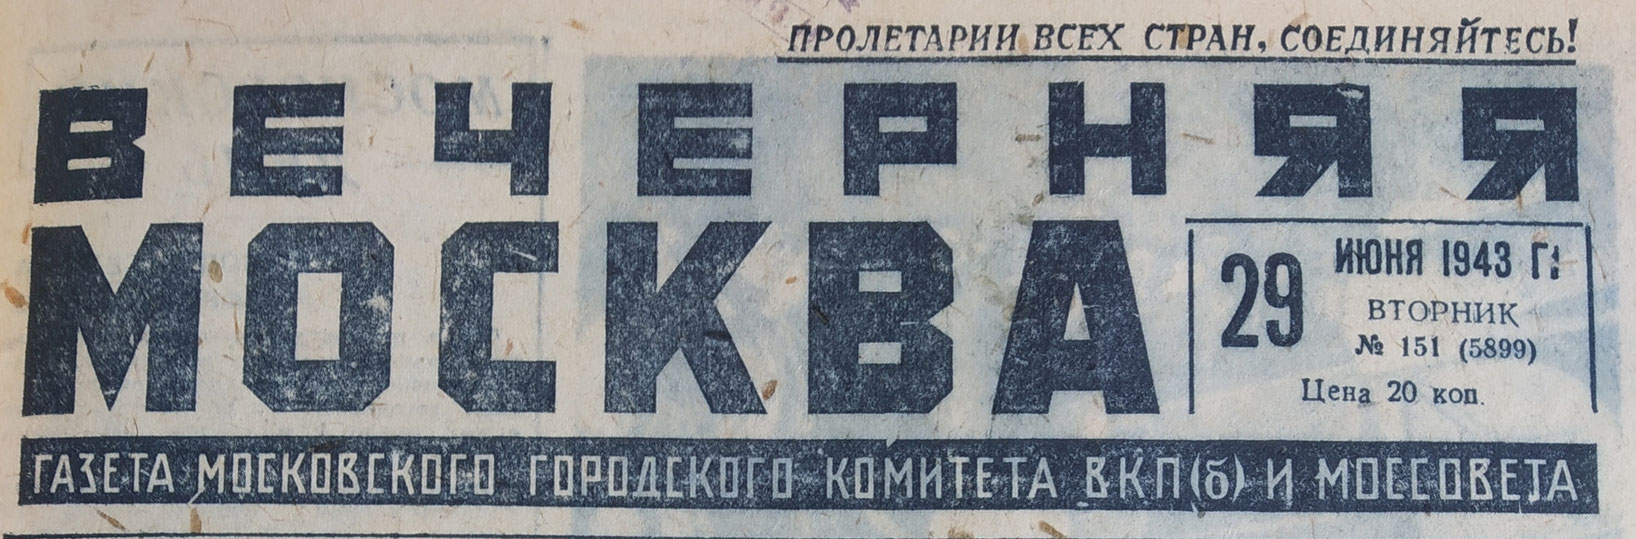 ПРОЛЕТАРИИ ВСЕХ СТРАН, СОЕДИНЯЙТЕСЬ!
ВЕЧЕРНЯЯ
МОСКВА
29 ИЮНЯ 1943 Г.
ВТОРНИК
№ 151 (5899)
Цена 20 коп.
ГАЗЕТА МОСКОВСКОГО ГОРОДСКОГО КОМИТЕТА ВКП(б) И МОССОВЕТА